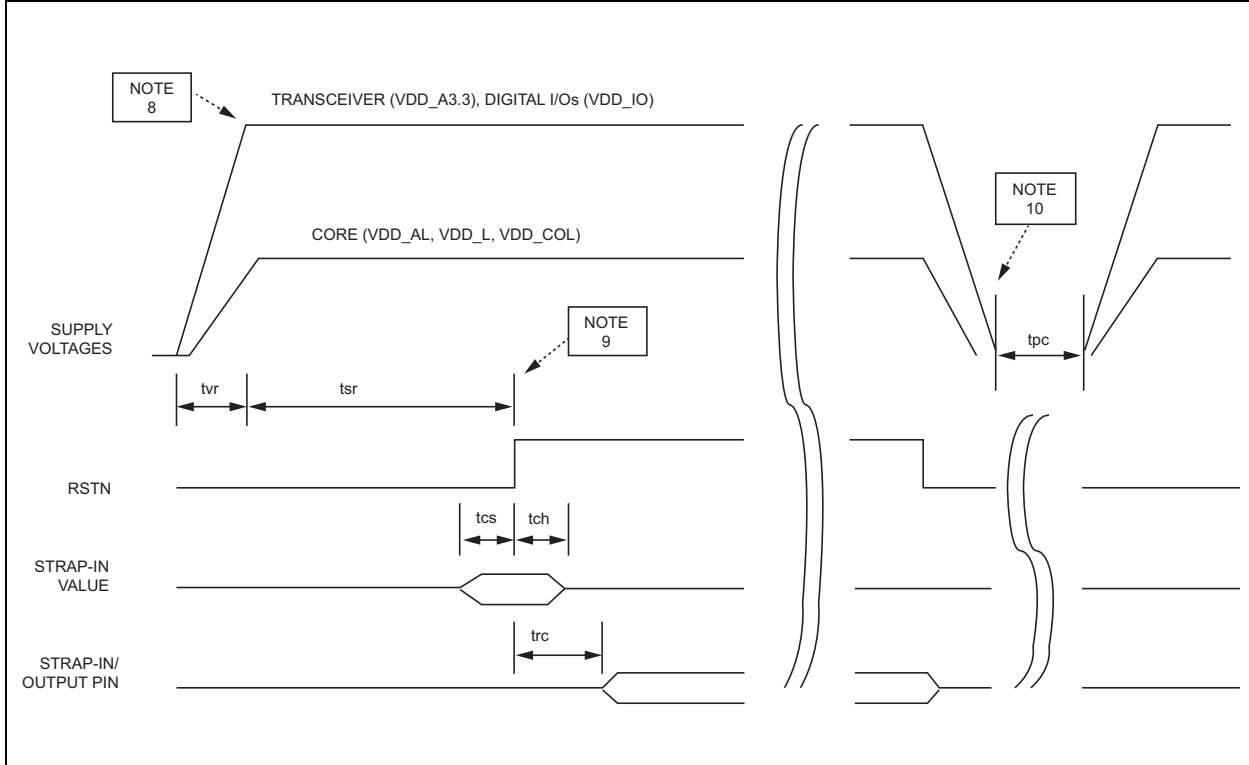 NOTE
8
TRANSCEIVER (VDD_A3.3), DIGITAL I/Os (VDD_IO)
NOTE
10
CORE (VDD_AL, VDD_L, VDD_COL)
NOTE
9
SUPPLY
VOLTAGES
tpc
tvr
tsr
RSTN
tcs
tch
STRAP-IN
VALUE
trc
STRAP-IN/
OUTPUT PIN